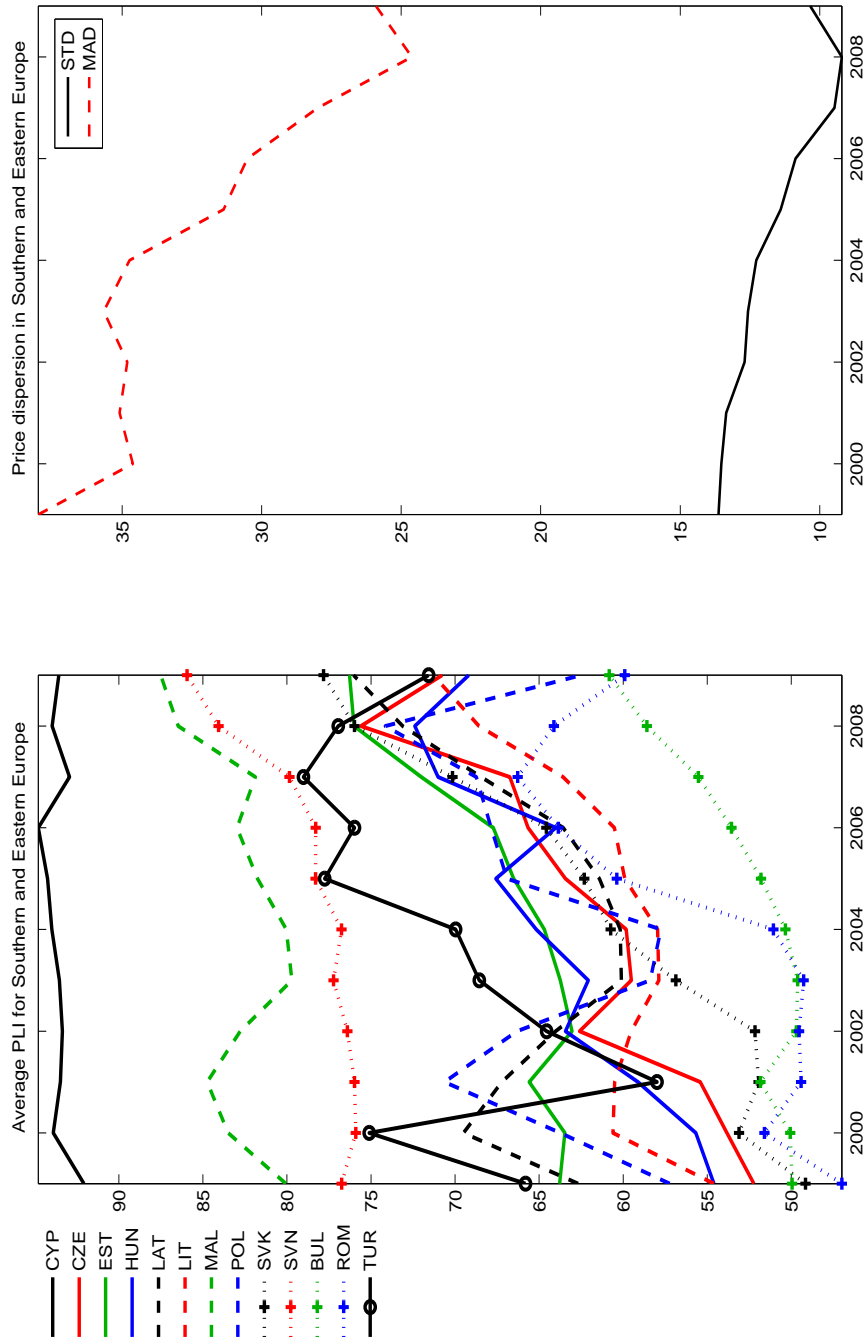 Average PLI for Southern and Eastern Europe
90
85
80
75
70
65
60
55
50
2000
2002
2004
2006
2008
CYP
CZE
EST
HUN
LAT
LIT
MAL
POL
SVK
SVN
BUL
ROM
TUR
Price dispersion in Southern and Eastern Europe
35
30
25
20
15
10
2000
2002
2004
2006
2008
STD
MAD